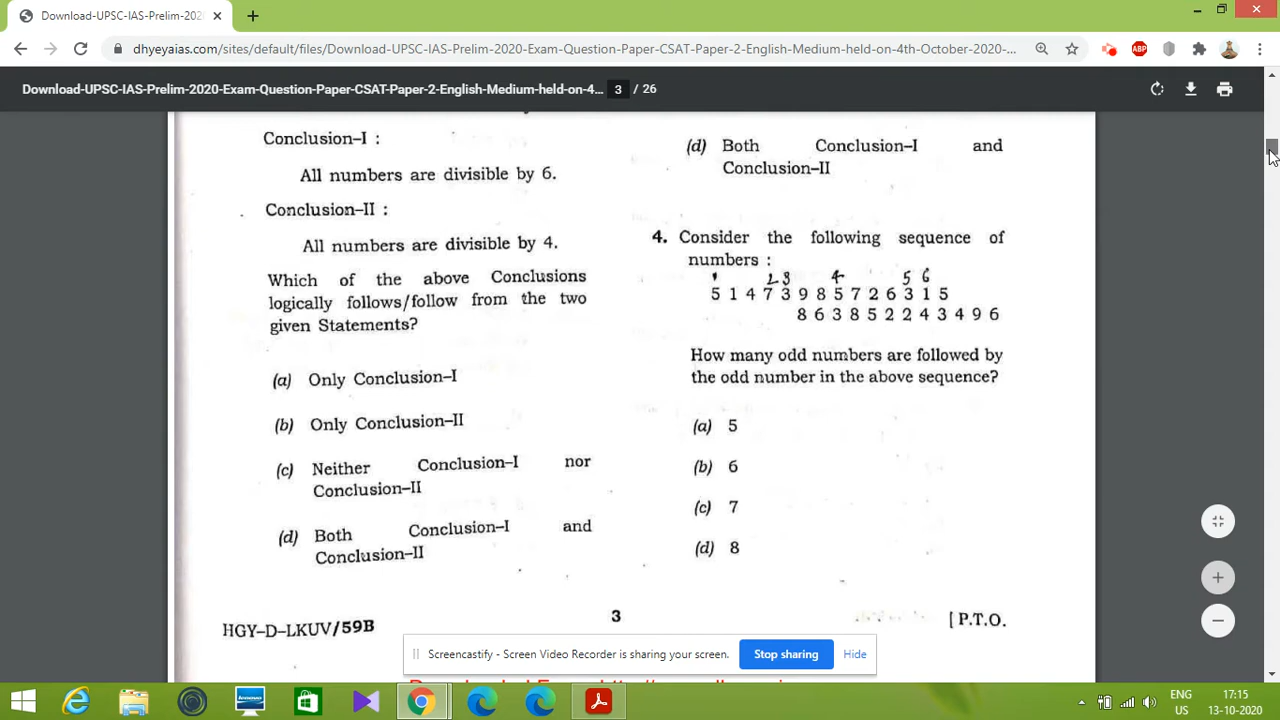 Download-UPSC-IAS-Prelim-202
dhyeyaias.com/sites/default/files/Download-UPSC-IAS-Prelim-2020-Exam-Question-Paper-CSAT-Paper-2-English-Medium-held-on-4th-October-2020-...
ABP
Download-UPSC-IAS-Prelim-2020-Exam-Question-Paper-CSAT-Paper-2-English-Medium-held-on-4... 3 / 26
Conclusion–I :
All numbers are divisible by 6.
Conclusion–II :
All numbers are divisible by 4.
Which of the above Conclusions
logically follows/follow from the two
given Statements?
(a) Only Conclusion–I
(b) Only Conclusion–II
(c) Neither Conclusion–I nor
Conclusion–II
(d) Both Conclusion–I and
Conclusion–II
HGY–D–LKUV/59B
(d) Both Conclusion–I and
Conclusion–II
4. Consider the following sequence of
numbers :
1 2 3 4 5 6
5 1 4 7 3 9 8 5 7 2 6 3 1 5
8 6 3 8 5 2 2 4 3 4 9 6
How many odd numbers are followed by
the odd number in the above sequence?
(a) 5
(b) 6
(c) 7
(d) 8
3
[ P.T.O.
Screencastify - Screen Video Recorder is sharing your screen. Stop sharing Hide
lenovo
ENG
US
17:15
13-10-2020